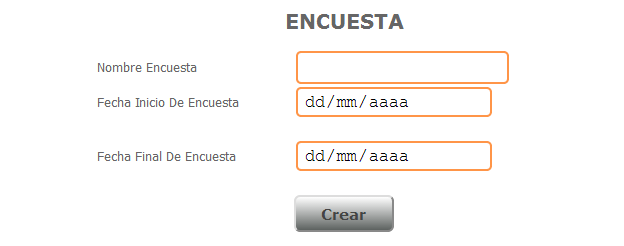 ENCUESTA
Nombre Encuesta
Fecha Inicio De Encuesta dd/mm/aaaa
Fecha Final De Encuesta dd/mm/aaaa
Crear